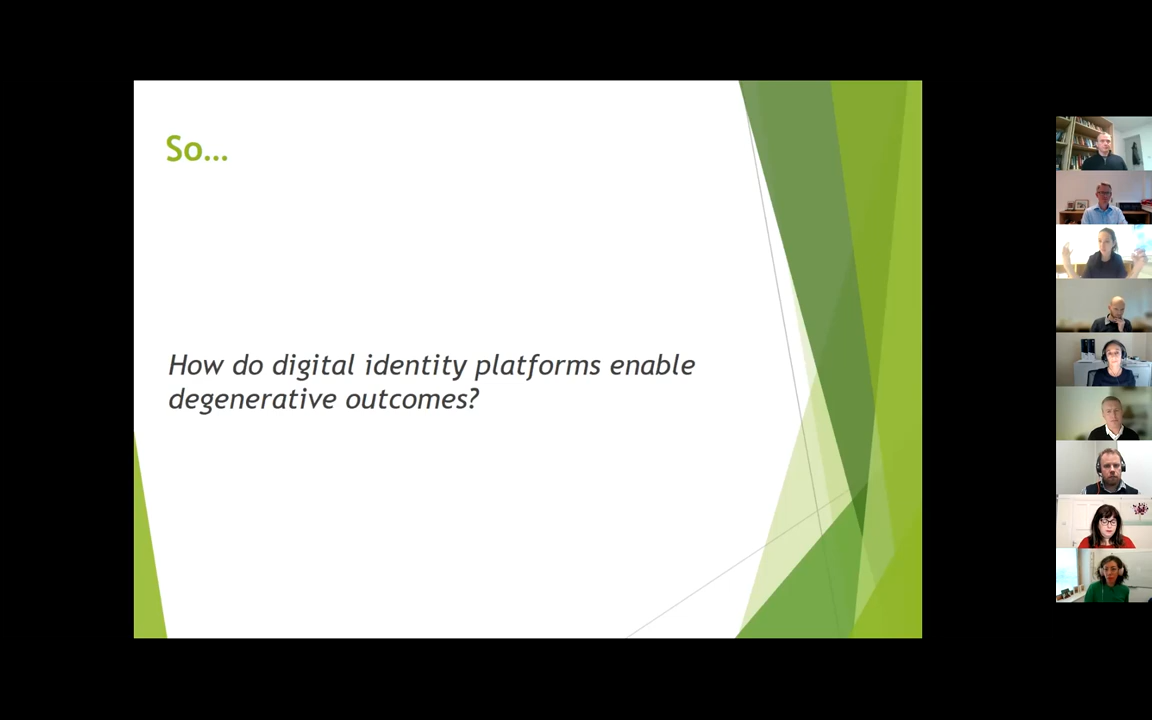 So...
How do digital identity platforms enable
degenerative outcomes?